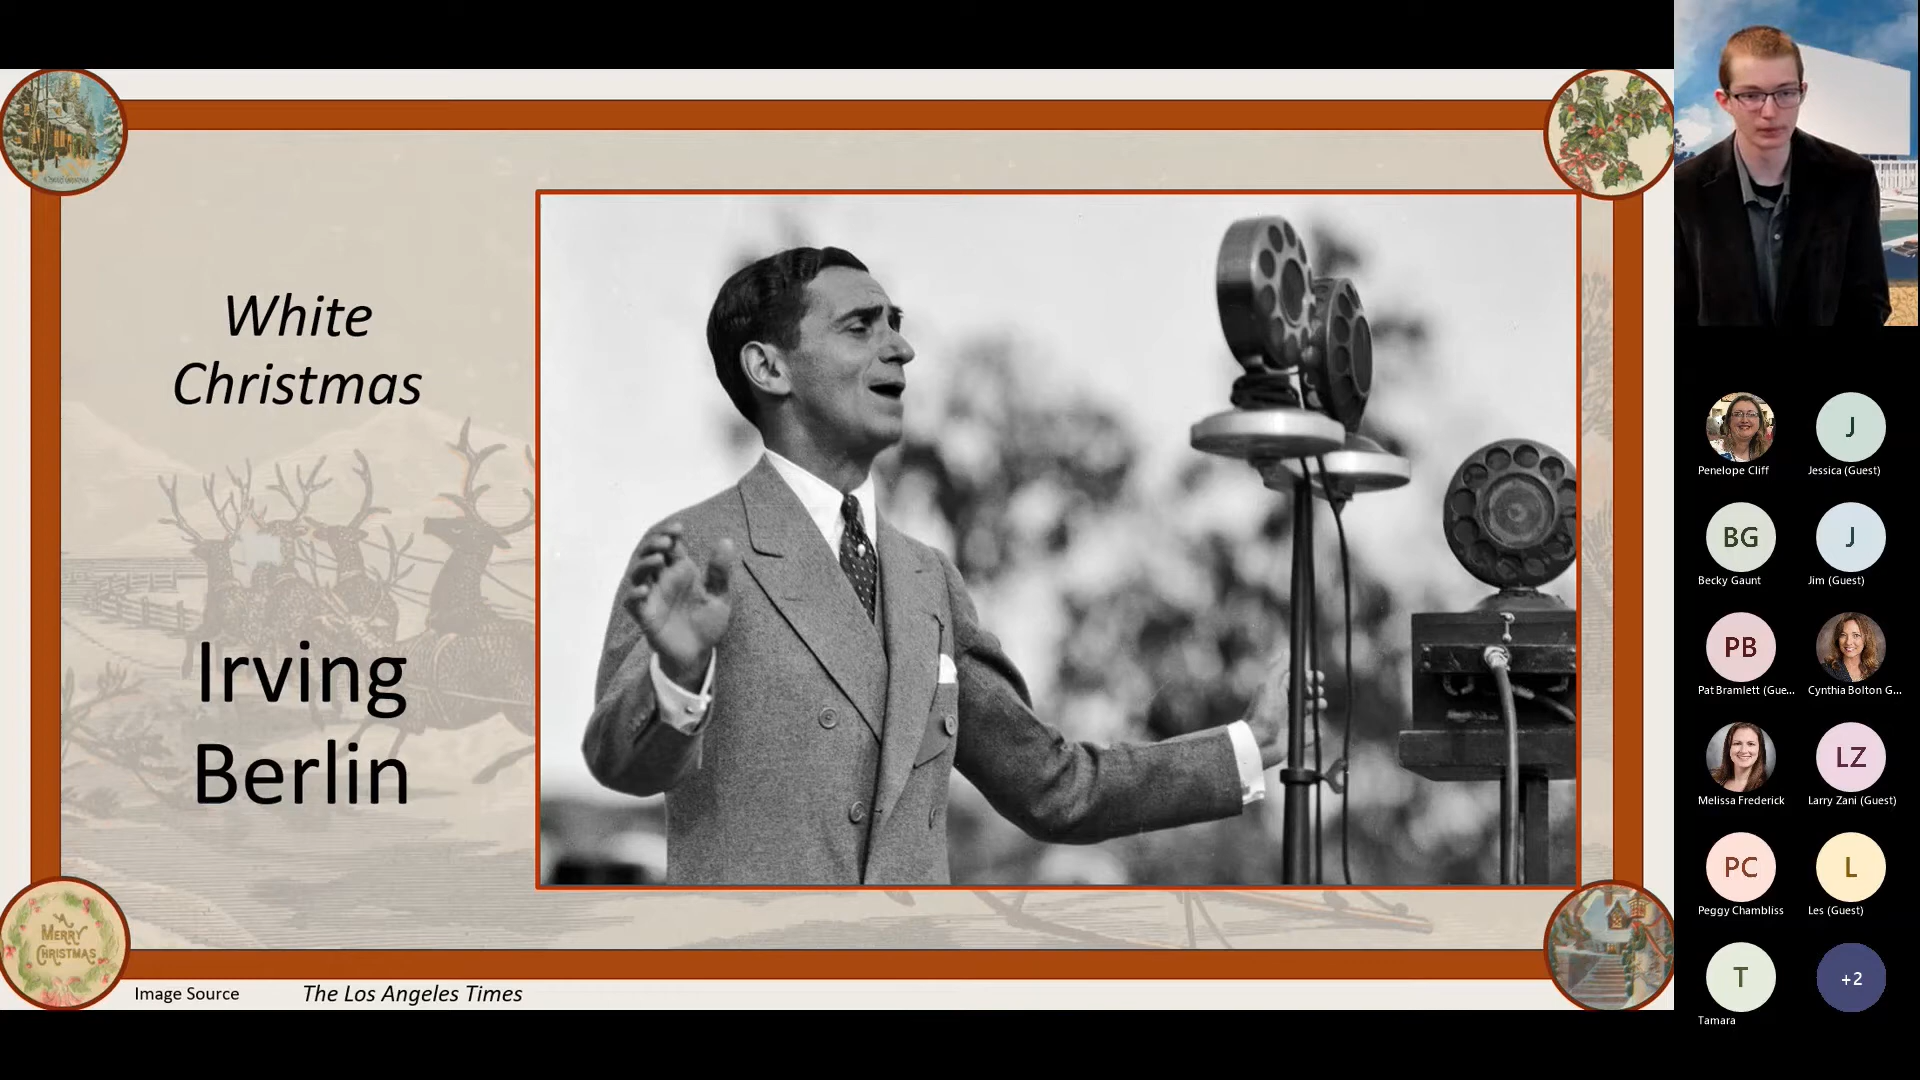 White
Christmas
Irving
Berlin
A
MERRY
CHRISTMAS
Image Source The Los Angeles Times
Penelope Cliff
J
Jessica (Guest)
BG
Becky Gaunt
J
Jim (Guest)
PB
Pat Bramlett (Gue...
Cynthia Bolton G...
Melissa Frederick
LZ
Larry Zani (Guest)
PC
Peggy Chambliss
L
Les (Guest)
T
Tamara
+2